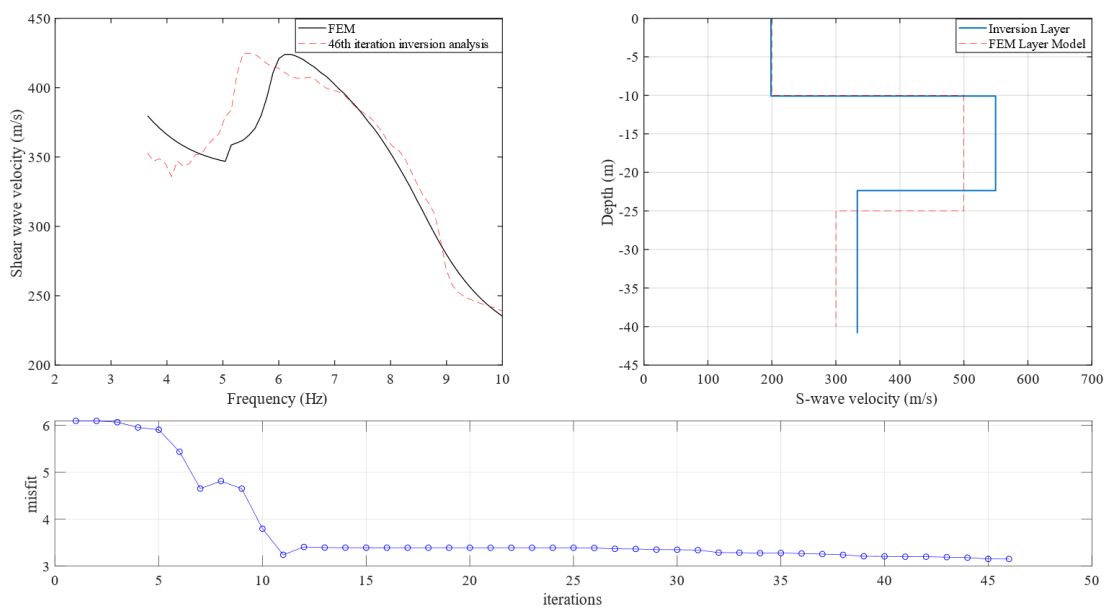 450
400
350
300
250
200
2 3 4 5 6 7 8 9 10
Shear wave velocity (m/s)
Frequency (Hz)
FEM
46th iteration inversion analysis
0
-5
-10
-15
-20
-25
-30
-35
-40
-45
0 100 200 300 400 500 600 700
Depth (m)
S-wave velocity (m/s)
Inversion Layer
FEM Layer Model
6
5
4
3
0 5 10 15 20 25 30 35 40 45 50
misfit
iterations